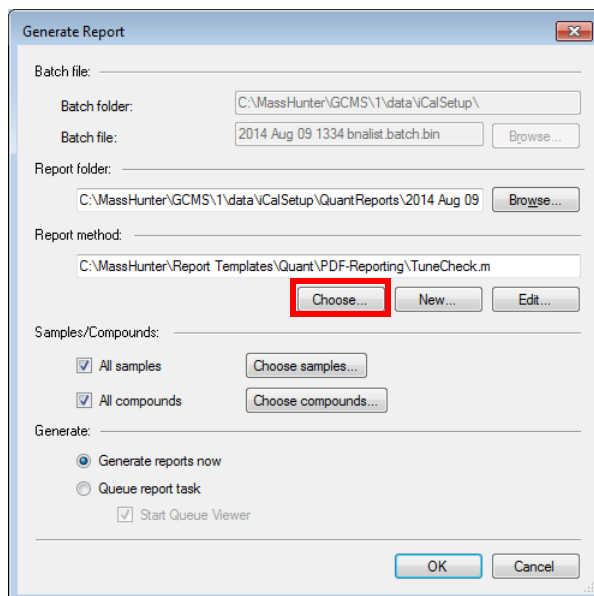 Generate Report
Batch file:
Batch folder: C:\MassHunter\GCMS\1\data\iCalSetup\
Batch file: 2014 Aug 09 1334 bnalist.batch.bin Browse...
Report folder:
C:\MassHunter\GCMS\1\data\iCalSetup\QuantReports\2014 Aug 09 Browse...
Report method:
C:\MassHunter\Report Templates\Quant\PDF-Reporting\TuneCheck.m
Choose... New... Edit...
Samples/Compounds:
All samples Choose samples...
All compounds Choose compounds...
Generate:
Generate reports now
Queue report task
Start Queue Viewer
OK Cancel